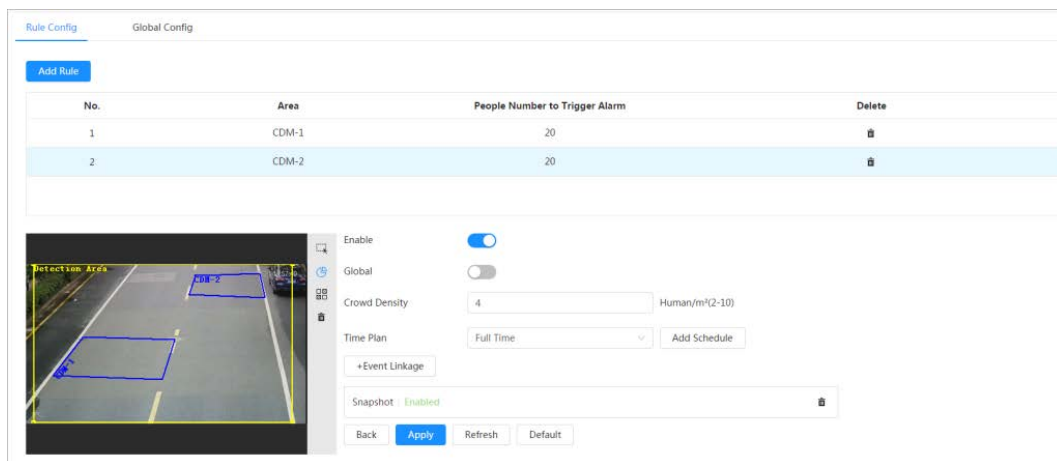 Rule Config Global Config
Add Rule
No. Area People Number to Trigger Alarm Delete
1 CDM-1 20
2 CDM-2 20
Detection Area
CDM-2
CDM-1
Enable
Global
Crowd Density 4 Human/m²(2-10)
Time Plan Full Time Add Schedule
+Event Linkage
Snapshot Enabled
Back Apply Refresh Default